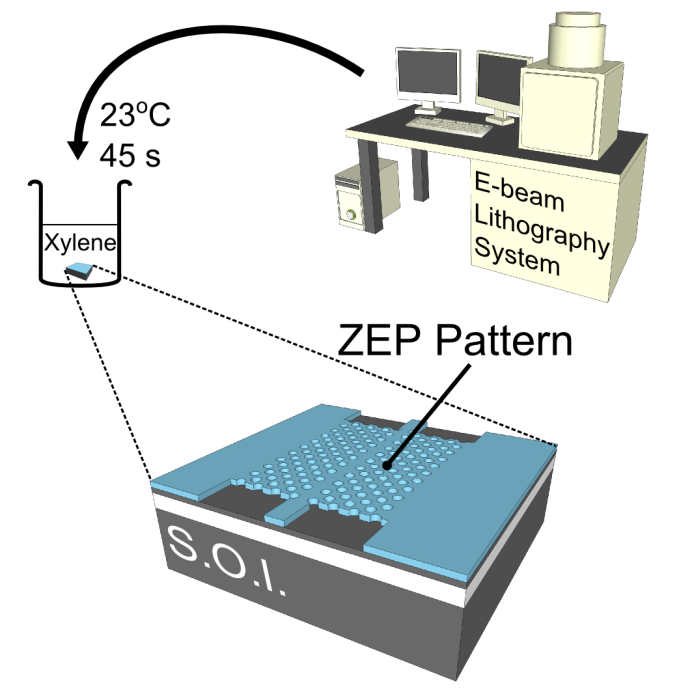 23°C
45 s
Xylene
E-beam
Lithography
System
ZEP Pattern
S.O.I.